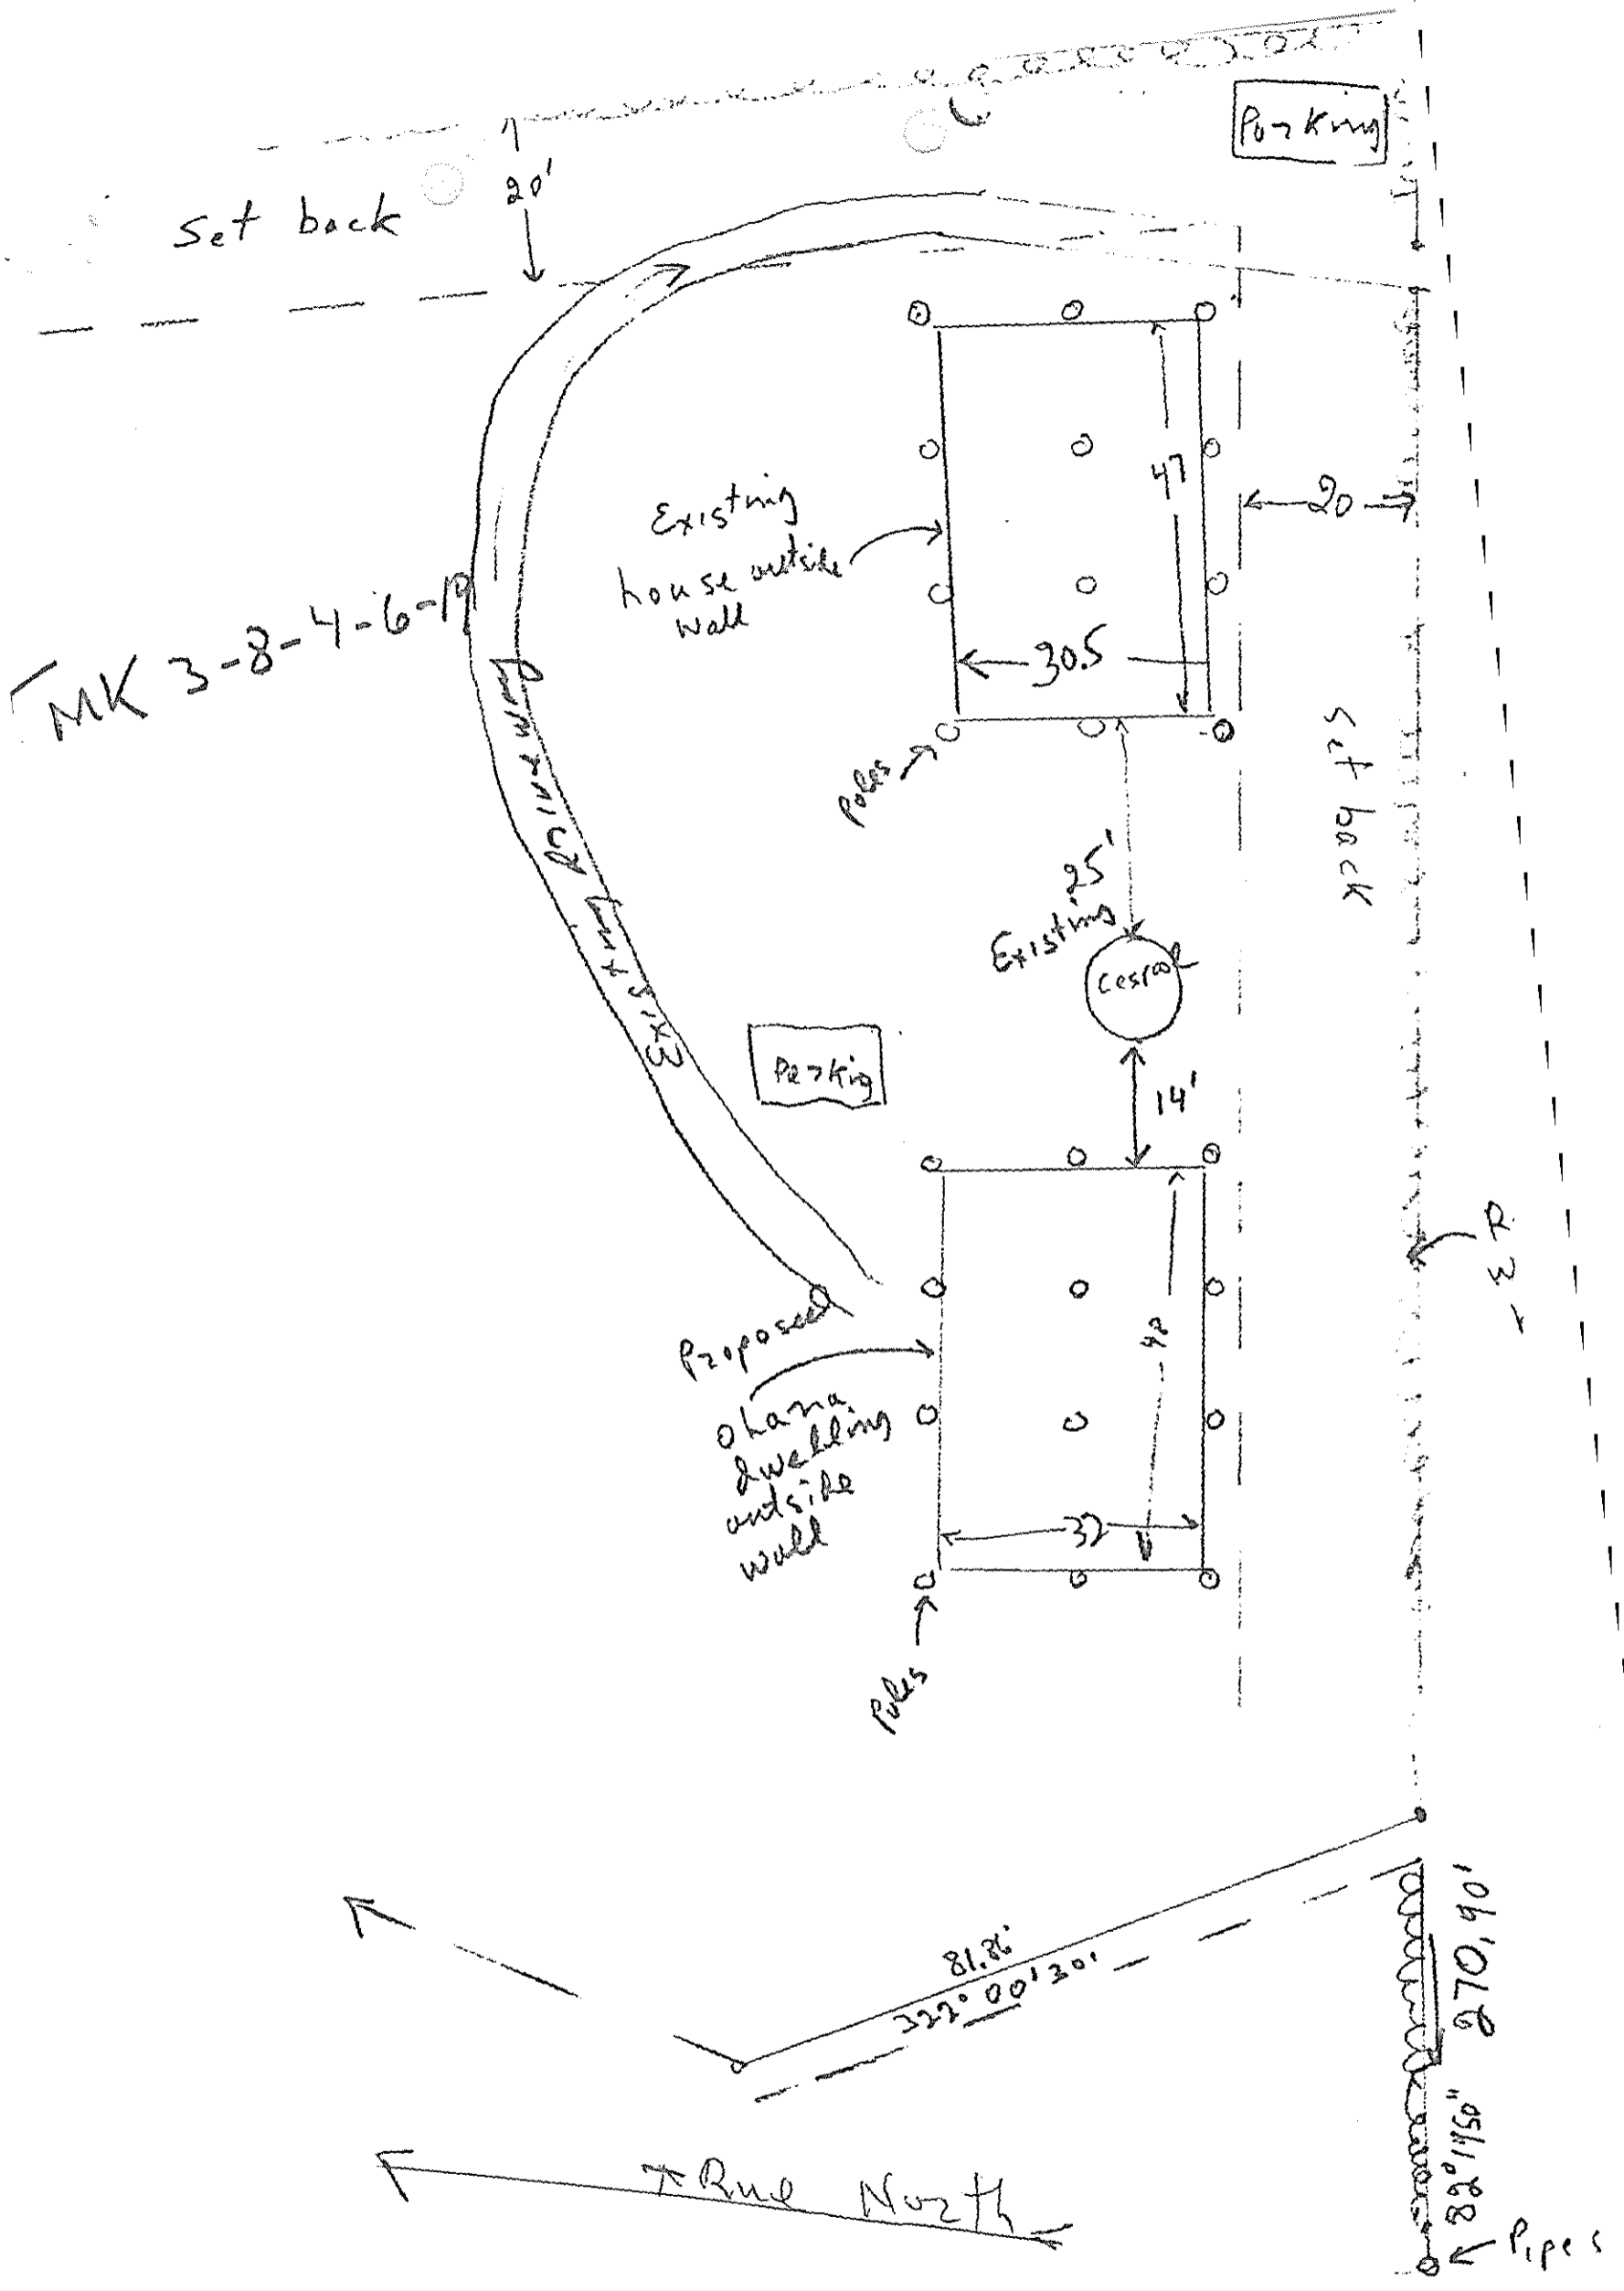 Parking
Set back
20'
Existing
house outside
wall
47
20
30.5
TMK 3-8-4-6-19
Poles
Set back
Existing Driveway
25'
Existing
Cesspool
Parking
14'
Proposed
ohana
dwelling
outside
wall
48
32
Poles
81.86'
322° 00' 30'
270,90'
82° 17'50"
True North
Pipes